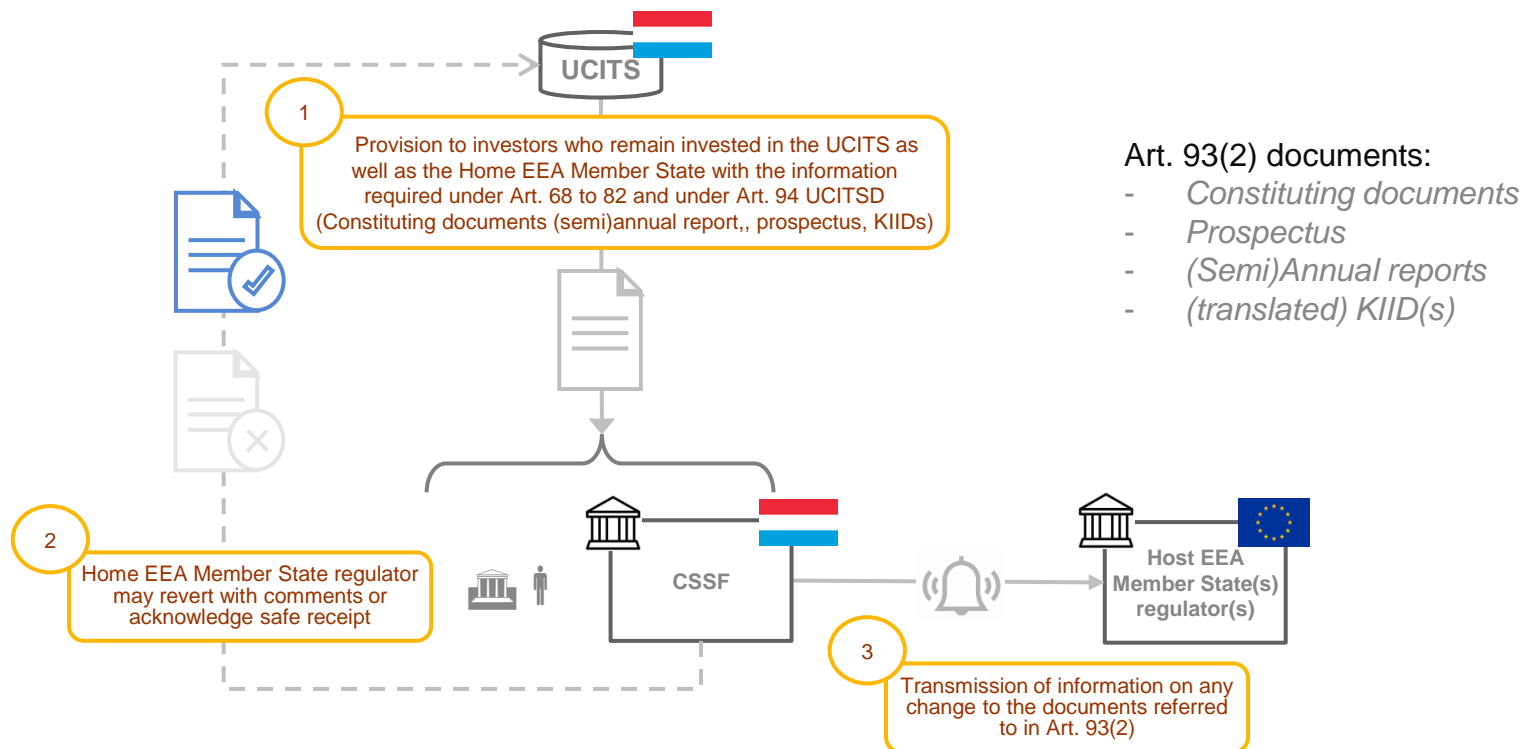 UCITS
1
Provision to investors who remain invested in the UCITS as
well as the Home EEA Member State with the information
required under Art. 68 to 82 and under Art. 94 UCITSD
(Constituting documents (semi)annual report,, prospectus, KIIDs)
Art. 93(2) documents:
- Constituting documents
- Prospectus
- (Semi)Annual reports
- (translated) KIID(s)
2
Home EEA Member State regulator
may revert with comments or
acknowledge safe receipt
CSSF
Host EEA
Member State(s)
regulator(s)
3
Transmission of information on any
change to the documents referred
to in Art. 93(2)